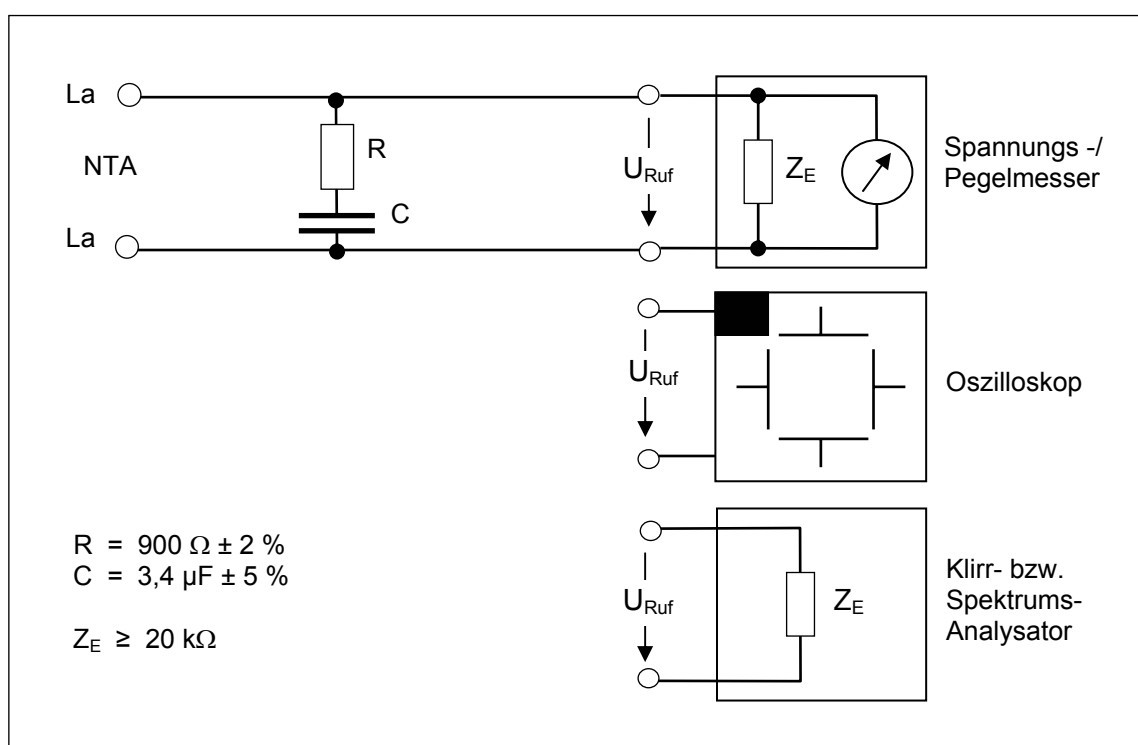 La
NTA
La
R
C
U_Ruf
Z_E
Spannungs -/
Pegelmesser
U_Ruf
Oszilloskop
U_Ruf
Z_E
Klirr- bzw.
Spektrums-
Analysator
R = 900 Ω ± 2 %
C = 3,4 µF ± 5 %
Z_E ≥ 20 kΩ